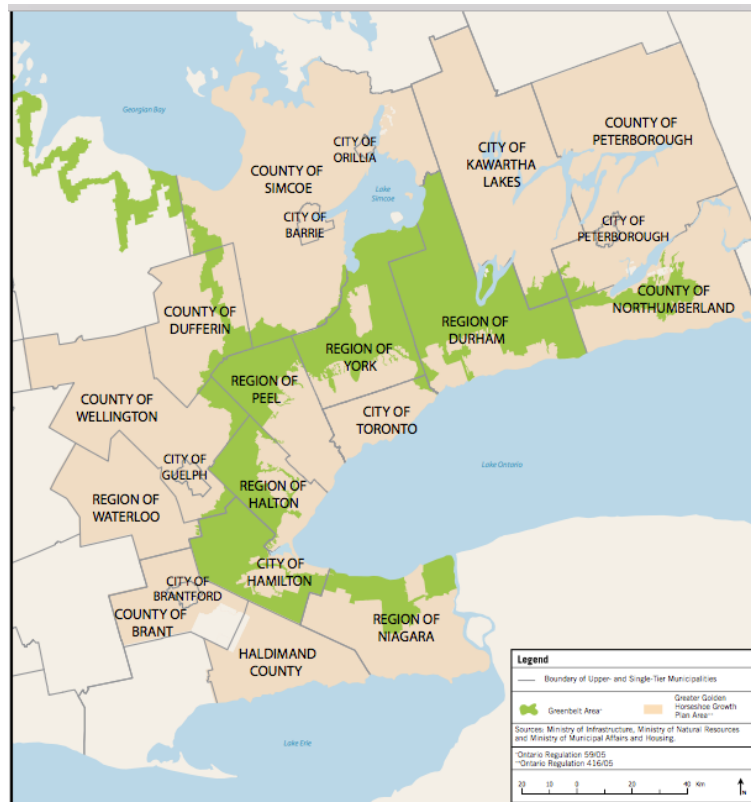 Georgian Bay
CITY OF
ORILLIA
COUNTY OF
SIMCOE
Lake
Simcoe
CITY OF
BARRIE
CITY OF
KAWARTHA
LAKES
COUNTY OF
PETERBOROUGH
CITY OF
PETERBOROUGH
COUNTY OF
NORTHUMBERLAND
COUNTY OF
DUFFERIN
REGION OF
DURHAM
REGION OF
YORK
REGION OF
PEEL
COUNTY OF
WELLINGTON
CITY OF
TORONTO
CITY OF
GUELPH
Lake Ontario
REGION OF
HALTON
REGION OF
WATERLOO
CITY OF
HAMILTON
CITY OF
BRANTFORD
COUNTY OF
BRANT
REGION OF
NIAGARA
HALDIMAND
COUNTY
Lake Erie
Legend
Boundary of Upper- and Single-Tier Municipalities
Greenbelt Area*
Greater Golden
Horseshoe Growth
Plan Area**
Sources: Ministry of Infrastructure, Ministry of Natural Resources
and Ministry of Municipal Affairs and Housing.
*Ontario Regulation 59/05
**Ontario Regulation 416/05
20 10 0 20 40 Km
N